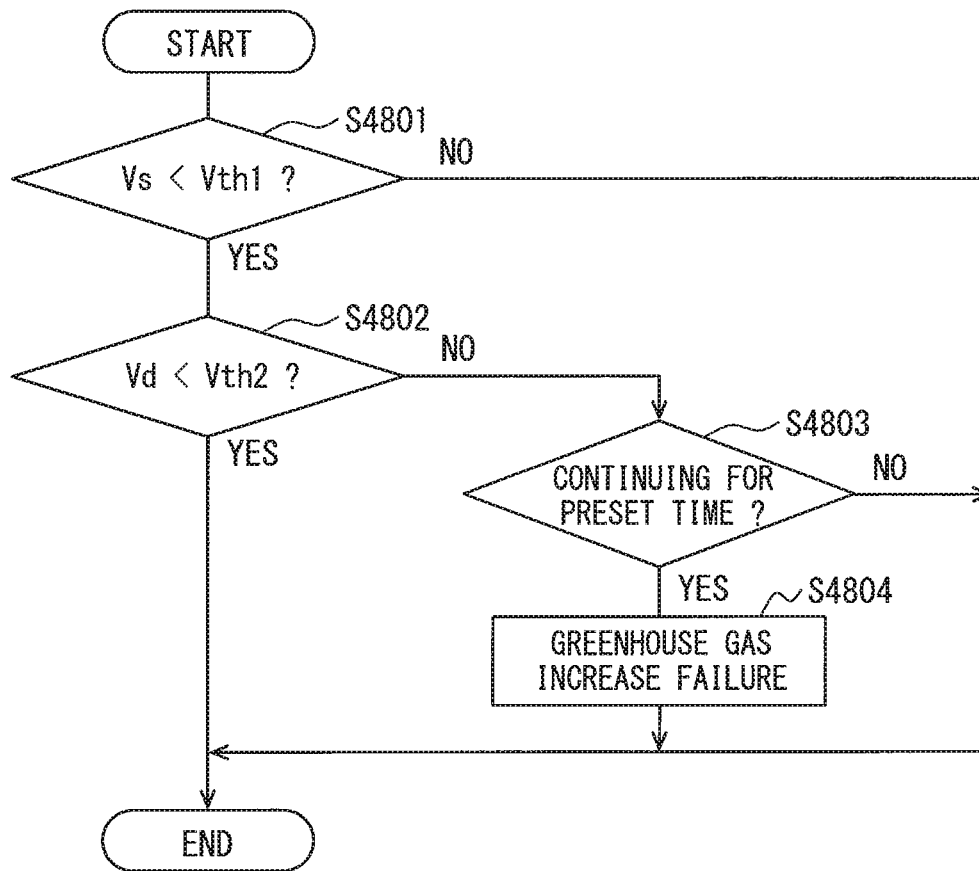 START
S4801
Vs < Vth1 ?
NO
YES
S4802
Vd < Vth2 ?
NO
YES
S4803
CONTINUING FOR
PRESET TIME ?
NO
YES
S4804
GREENHOUSE GAS
INCREASE FAILURE
END